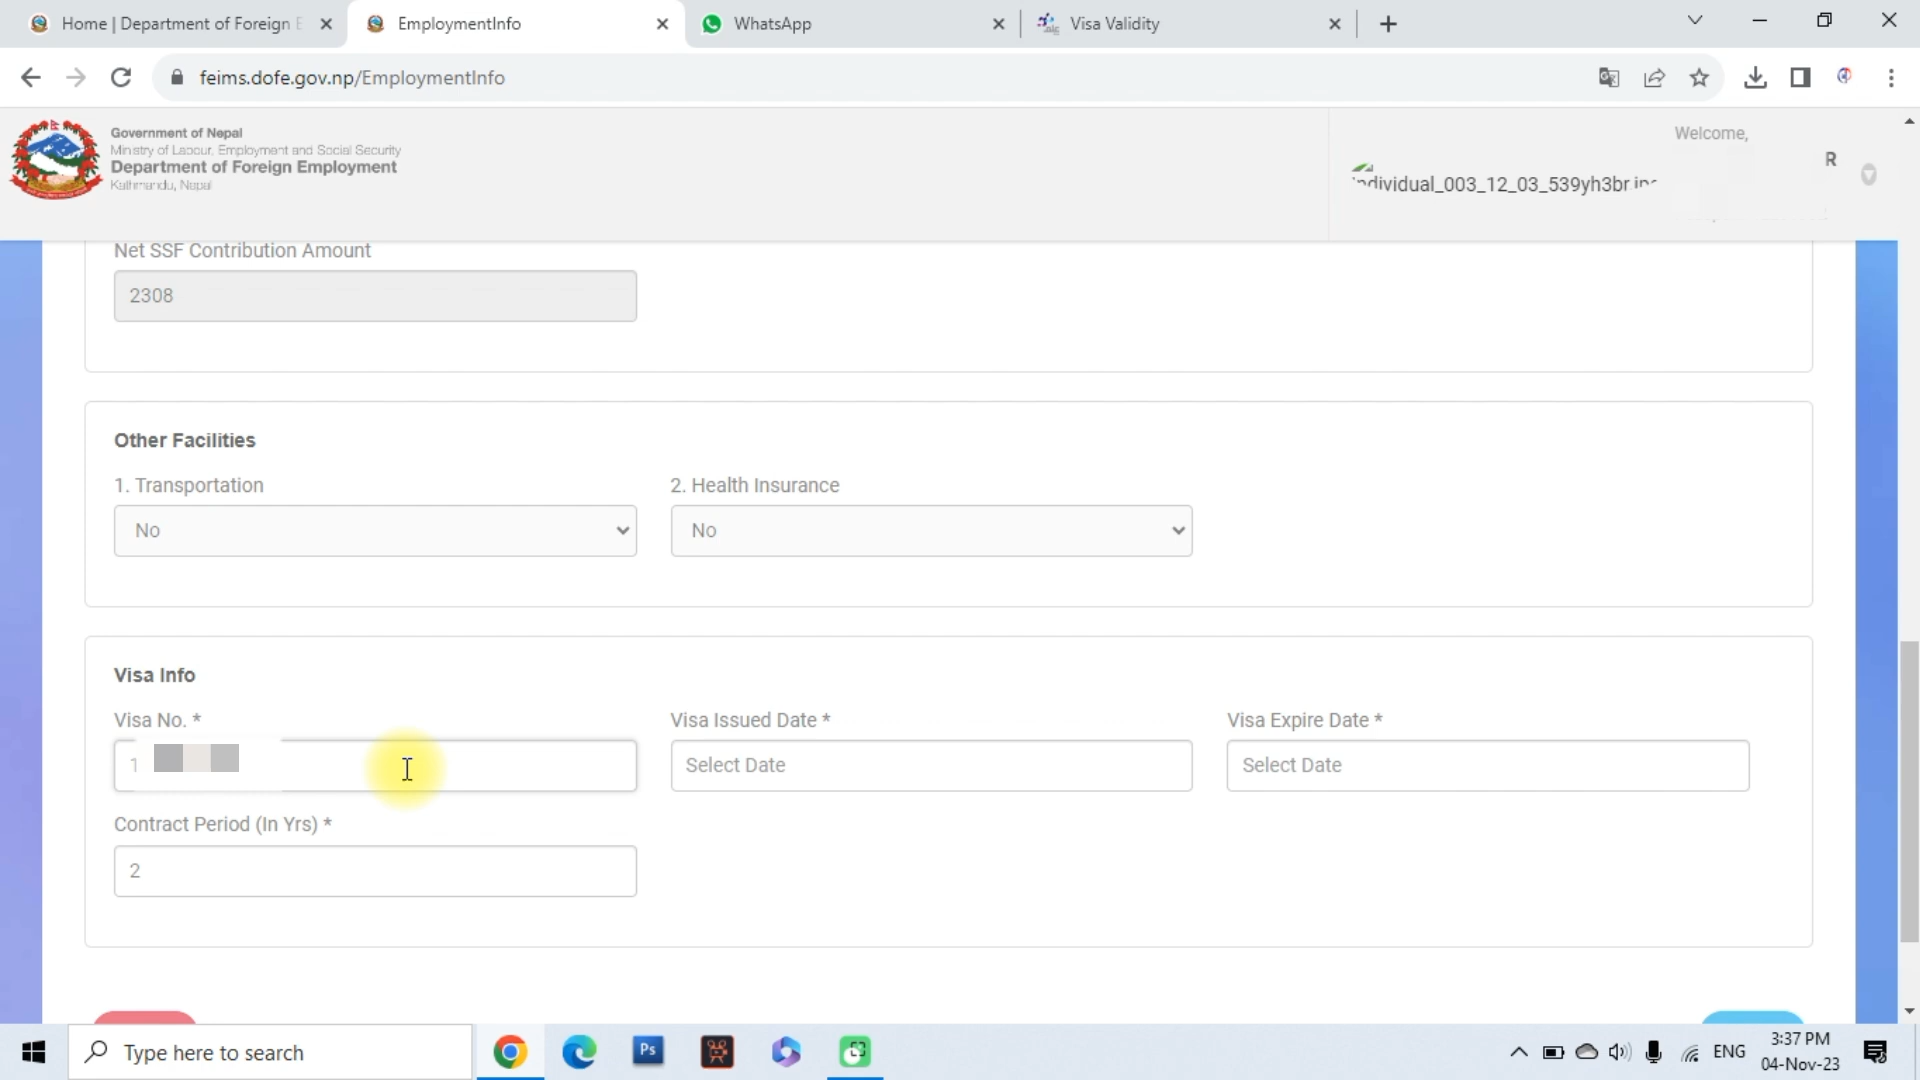 Home | Department of Foreign E
EmploymentInfo
WhatsApp
Visa Validity
feims.dofe.gov.np/EmploymentInfo
Government of Nepal
Ministry of Labour, Employment and Social Security
Department of Foreign Employment
Kathmandu, Nepal
Welcome,
R
individual_003_12_03_539yh3br
Net SSF Contribution Amount
2308
Other Facilities
1. Transportation
2. Health Insurance
No
No
Visa Info
Visa No. *
Visa Issued Date *
Visa Expire Date *
1
Select Date
Select Date
Contract Period (In Yrs) *
2
Type here to search
Ps
ENG
3:37 PM
04-Nov-23